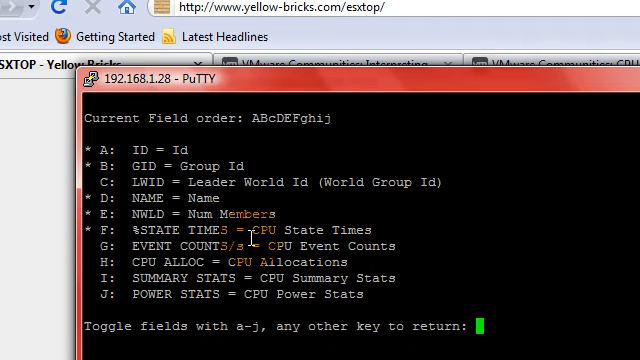 http://www.yellow-bricks.com/esxtop/
ost Visited Getting Started Latest Headlines
SXTOP - Yellow Bricks VMware Communities: Interpreting VMware Communities: CPU
192.168.1.28 - PuTTY
Current Field order: ABcDEFghij
* A: ID = Id
* B: GID = Group Id
C: LWID = Leader World Id (World Group Id)
* D: NAME = Name
* E: NWLD = Num Members
* F: %STATE TIMES = CPU State Times
G: EVENT COUNTS/s = CPU Event Counts
H: CPU ALLOC = CPU Allocations
I: SUMMARY STATS = CPU Summary Stats
J: POWER STATS = CPU Power Stats
Toggle fields with a-j, any other key to return: